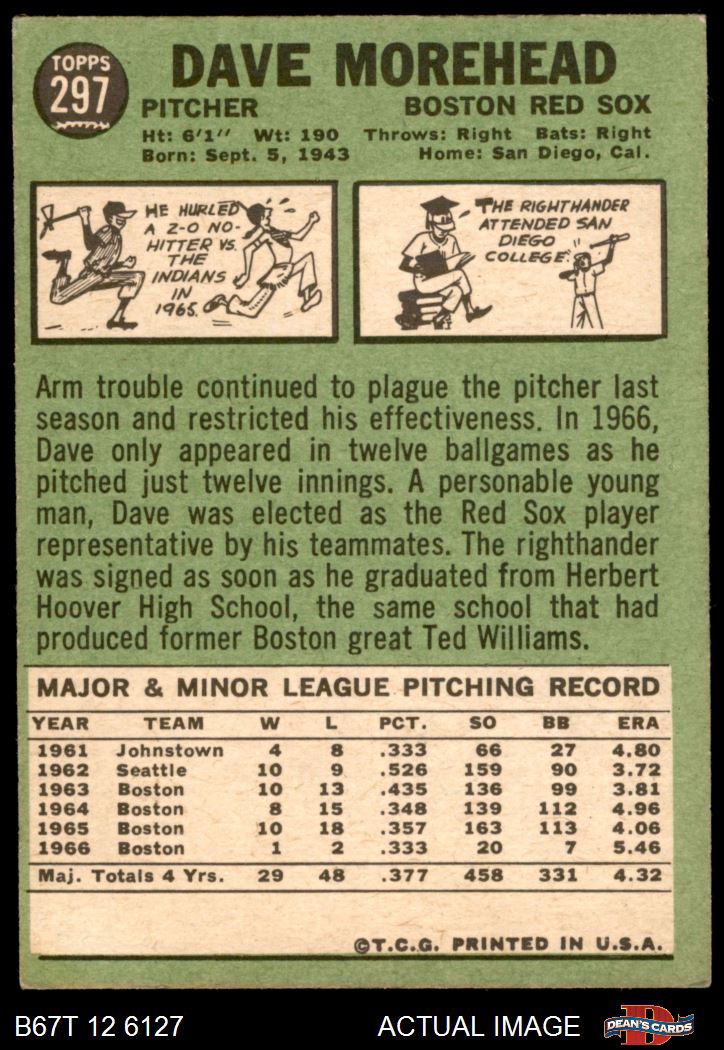 TOPPS
297
DAVE MOREHEAD
PITCHER BOSTON RED SOX
Ht: 6'1" Wt: 190 Throws: Right Bats: Right
Born: Sept. 5, 1943 Home: San Diego, Cal.
HE HURLED
A 2-0 NO-
HITTER VS.
THE
INDIANS
IN
1965.
THE RIGHTHANDER
ATTENDED SAN
DIEGO
COLLEGE.
Arm trouble continued to plague the pitcher last
season and restricted his effectiveness. In 1966,
Dave only appeared in twelve ballgames as he
pitched just twelve innings. A personable young
man, Dave was elected as the Red Sox player
representative by his teammates. The righthander
was signed as soon as he graduated from Herbert
Hoover High School, the same school that had
produced former Boston great Ted Williams.
MAJOR & MINOR LEAGUE PITCHING RECORD
YEAR TEAM W L PCT. SO BB ERA
1961 Johnstown 4 8 .333 66 27 4.80
1962 Seattle 10 9 .526 159 90 3.72
1963 Boston 10 13 .435 136 99 3.81
1964 Boston 8 15 .348 139 112 4.96
1965 Boston 10 18 .357 163 113 4.06
1966 Boston 1 2 .333 20 7 5.46
Maj. Totals 4 Yrs. 29 48 .377 458 331 4.32
©T.C.G. PRINTED IN U.S.A.
B67T 12 6127 ACTUAL IMAGE
DEAN'S CARDS